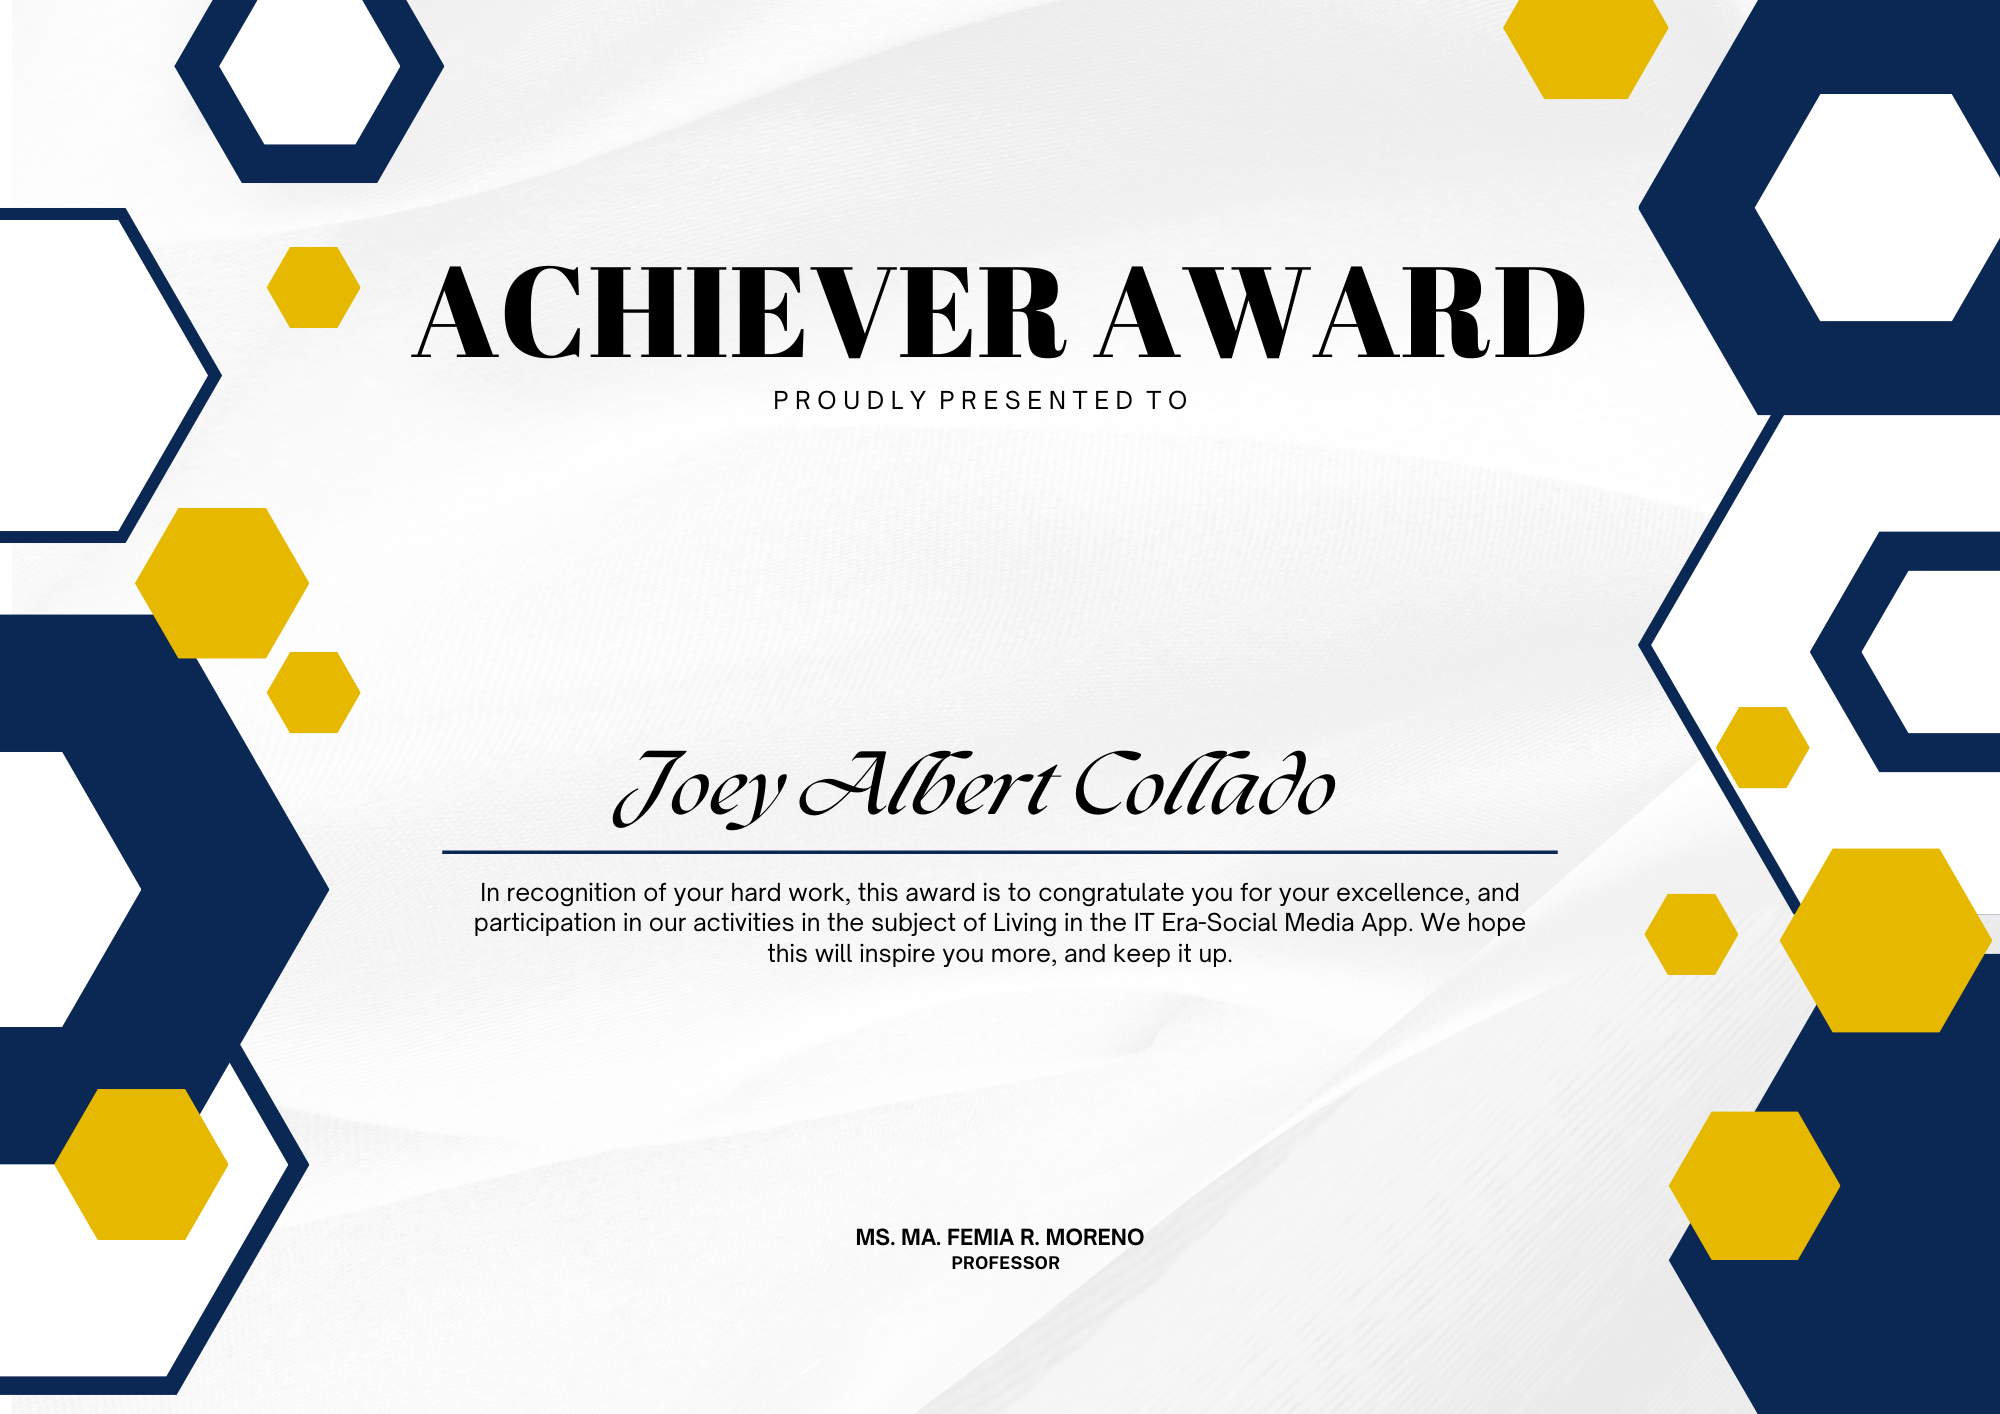 ACHIEVER AWARD
PROUDLY PRESENTED TO
Joey Albert Collado
In recognition of your hard work, this award is to congratulate you for your excellence, and
participation in our activities in the subject of Living in the IT Era-Social Media App. We hope
this will inspire you more, and keep it up.
MS. MA. FEMIA R. MORENO
PROFESSOR